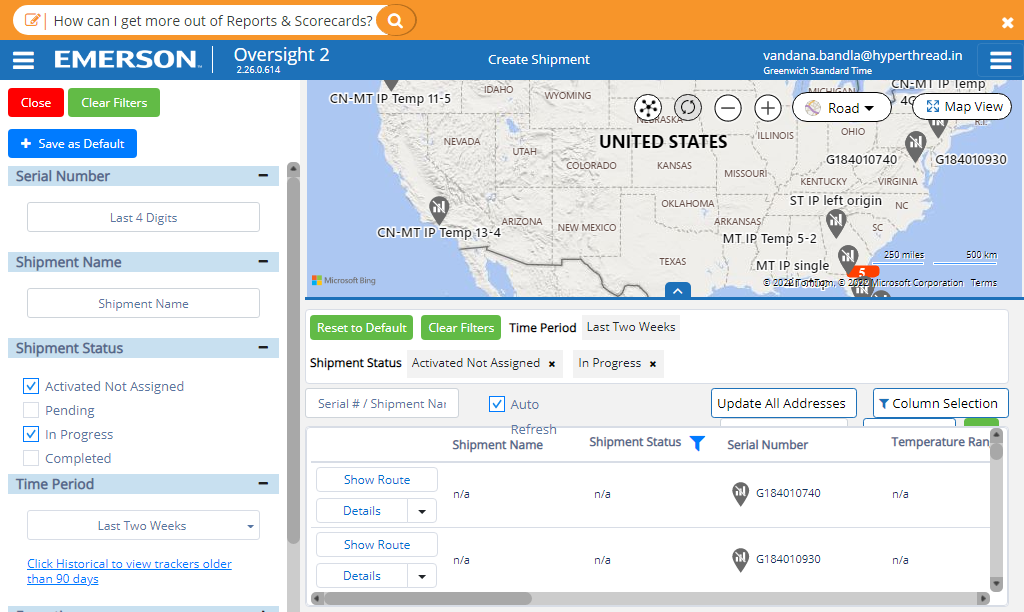 How can I get more out of Reports & Scorecards?
EMERSON
Oversight 2
2.26.0.614
Create Shipment
vandana.bandla@hyperthread.in
Greenwich Standard Time
Close
Clear Filters
Save as Default
Serial Number
Last 4 Digits
Shipment Name
Shipment Name
Shipment Status
Activated Not Assigned
Pending
In Progress
Completed
Time Period
Last Two Weeks
Click Historical to view trackers older
than 90 days
CN-MT IP Temp 11-5
IDAHO
WYOMING
MICHIGAN
CN-MT IP Temp
Road
Map View
NEBRASKA
R.I.
NEVADA
UNITED STATES
ILLINOIS
OHIO
UTAH
COLORADO
KANSAS
MISSOURI
G184010740
G184010930
KENTUCKY
VIRGINIA
OKLAHOMA
ST IP left origin
NC
CN-MT IP Temp 13-4
ARIZONA
NEW MEXICO
ARKANSAS
SC
MT IP Temp 5-2
TEXAS
MT IP single
250 miles
500 km
5
Microsoft Bing
© 2022 TomTom, © 2022 Microsoft Corporation Terms
Reset to Default
Clear Filters
Time Period
Last Two Weeks
Shipment Status
Activated Not Assigned ×
In Progress ×
Serial # / Shipment Nar
Auto
Refresh
Update All Addresses
Column Selection
Shipment Name
Shipment Status
Serial Number
Temperature Ran
Show Route
Details
n/a
n/a
G184010740
n/a
Show Route
Details
n/a
n/a
G184010930
n/a